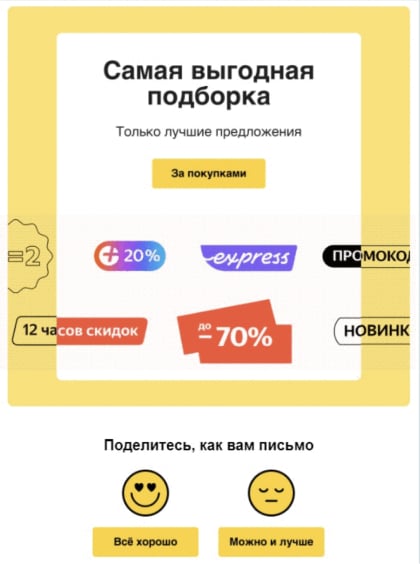 Самая выгодная
подборка
Только лучшие предложения
За покупками
=2
20%
express
ПРОМОКОД
12 часов скидок
до
–70%
НОВИНК
Поделитесь, как вам письмо
Всё хорошо
Можно и лучше